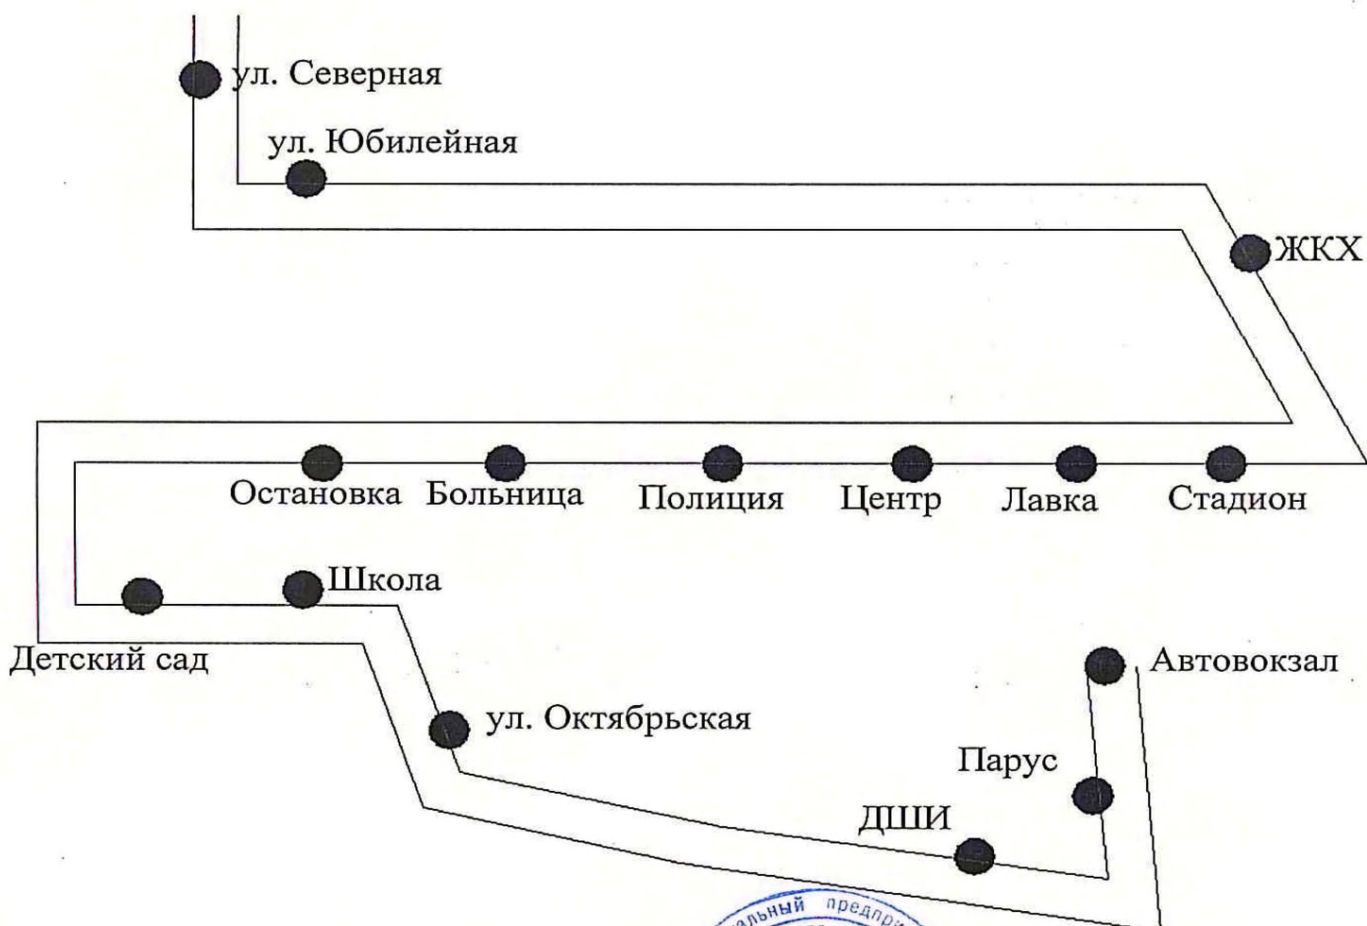 ул. Северная
ул. Юбилейная
ЖКХ
Остановка
Больница
Полиция
Центр
Лавка
Стадион
Школа
Детский сад
ул. Октябрьская
Автовокзал
Парус
ДШИ